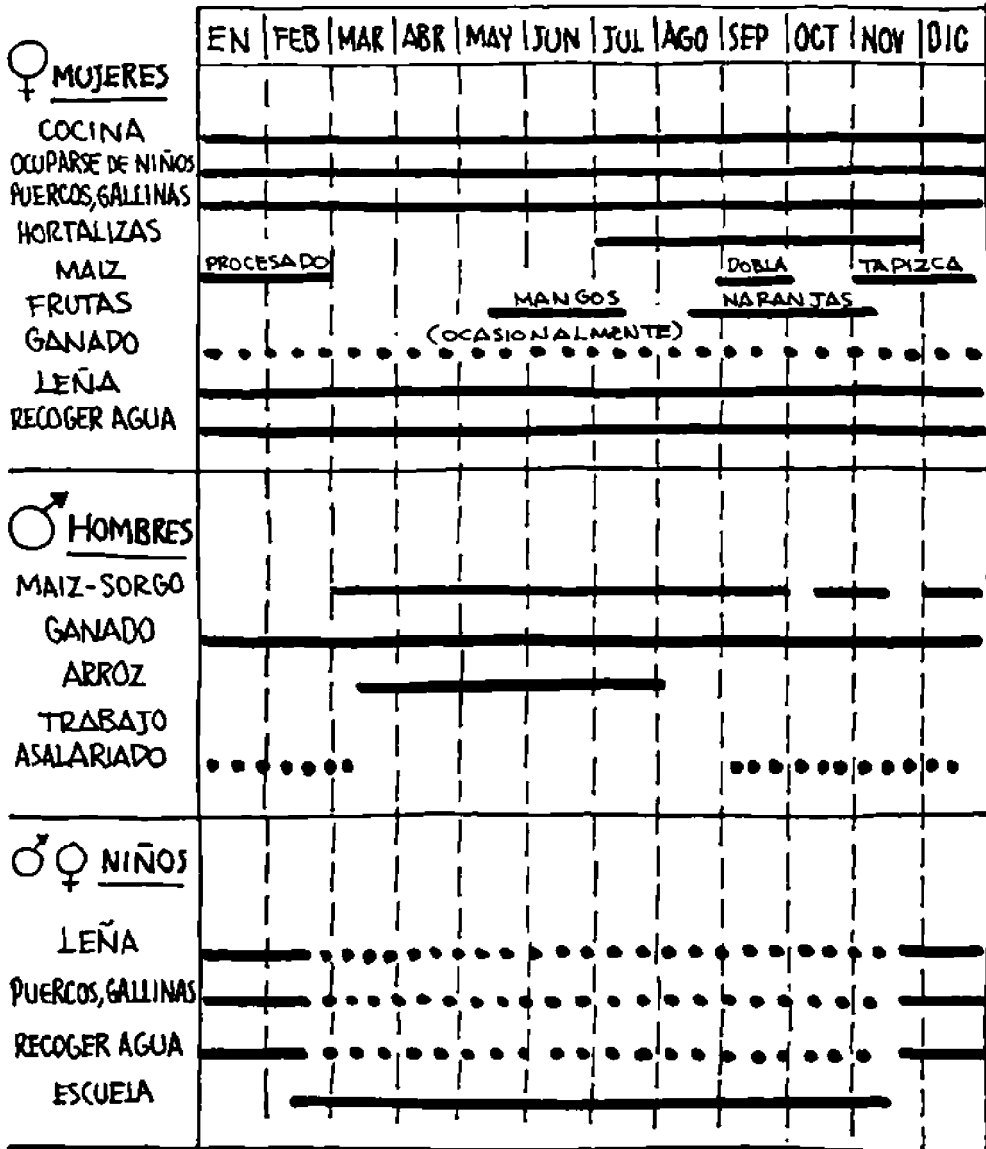 EN FEB MAR ABR MAY JUN JUL AGO SEP OCT NOV DIC
♀ MUJERES
COCINA
OCUPARSE DE NIÑOS
PUERCOS, GALLINAS
HORTALIZAS
MAIZ PROCESADO DOBLA TAPIZCA
FRUTAS MANGOS NARANJAS
GANADO (OCASIONALMENTE)
LEÑA
RECOGER AGUA
♂ HOMBRES
MAIZ-SORGO
GANADO
ARROZ
TRABAJO
ASALARIADO
♂♀ NIÑOS
LEÑA
PUERCOS, GALLINAS
RECOGER AGUA
ESCUELA